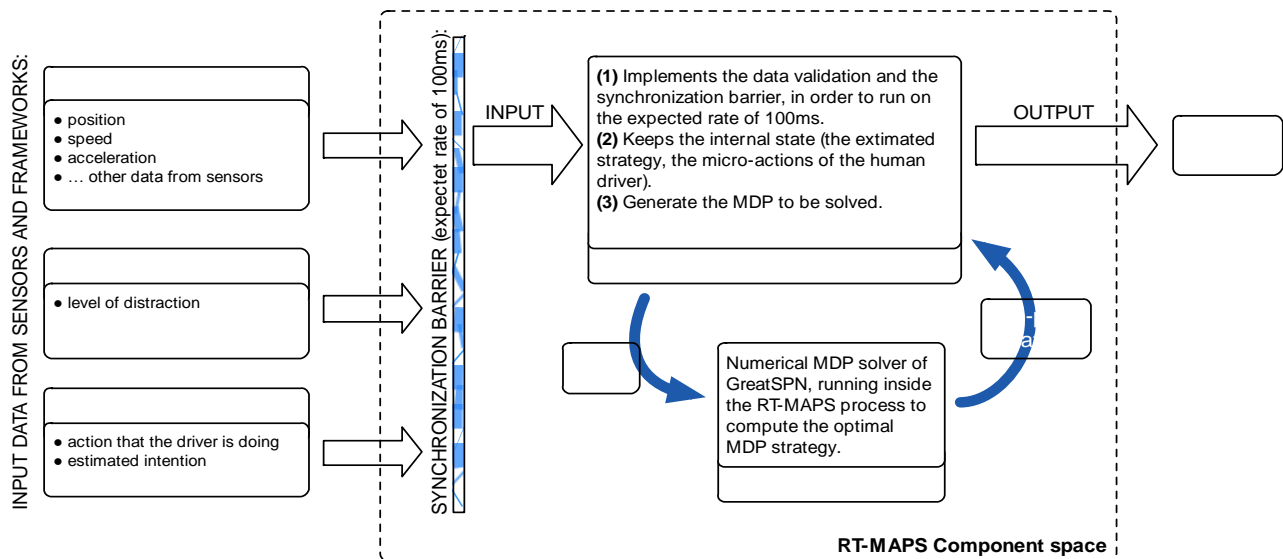 INPUT DATA FROM SENSORS AND FRAMEWORKS:
● position
● speed
● acceleration
● … other data from sensors
● level of distraction
● action that the driver is doing
● estimated intention
SYNCHRONIZATION BARRIER (expectet rate of 100ms)
INPUT
(1) Implements the data validation and the
synchronization barrier, in order to run on
the expected rate of 100ms.
(2) Keeps the internal state (the extimated
strategy, the micro-actions of the human
driver).
(3) Generate the MDP to be solved.
OUTPUT
Numerical MDP solver of
GreatSPN, running inside
the RT-MAPS process to
compute the optimal
MDP strategy.
RT-MAPS Component space